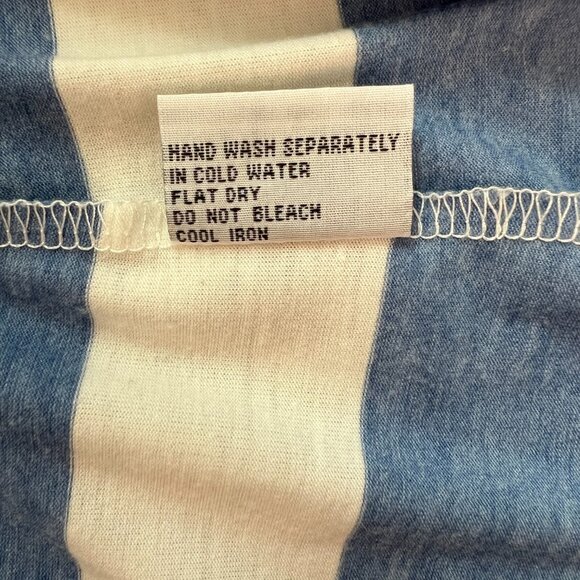 HAND WASH SEPARATELY
IN COLD WATER
FLAT DRY
DO NOT BLEACH
COOL IRON